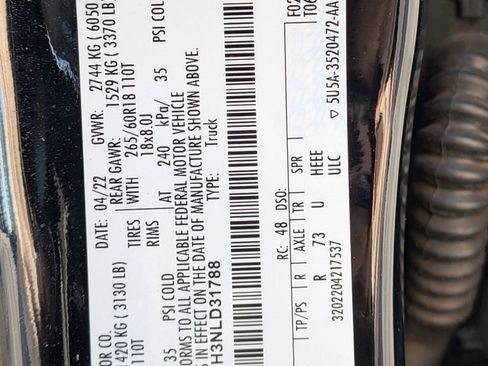 OR CO.
DATE: 04/22 GVWR: 2744 KG ( 6050
420 KG ( 3130 LB) REAR GAWR: 1529 KG ( 3370 LB)
110T TIRES WITH 265/60R18 110T
RIMS 18x8.0J
35 PSI COLD AT 240 kPa/ 35 PSI COL
ORMS TO ALL APPLICABLE FEDERAL MOTOR VEHICLE
S IN EFFECT ON THE DATE OF MANUFACTURE SHOWN ABOVE.
H3NLD31788 TYPE: Truck
RC: 48 DSO: F02
TP/PS R AXLE TR SPR
R 73 U HEEE
ULC
3202204217537
5U5A-3520472-AA